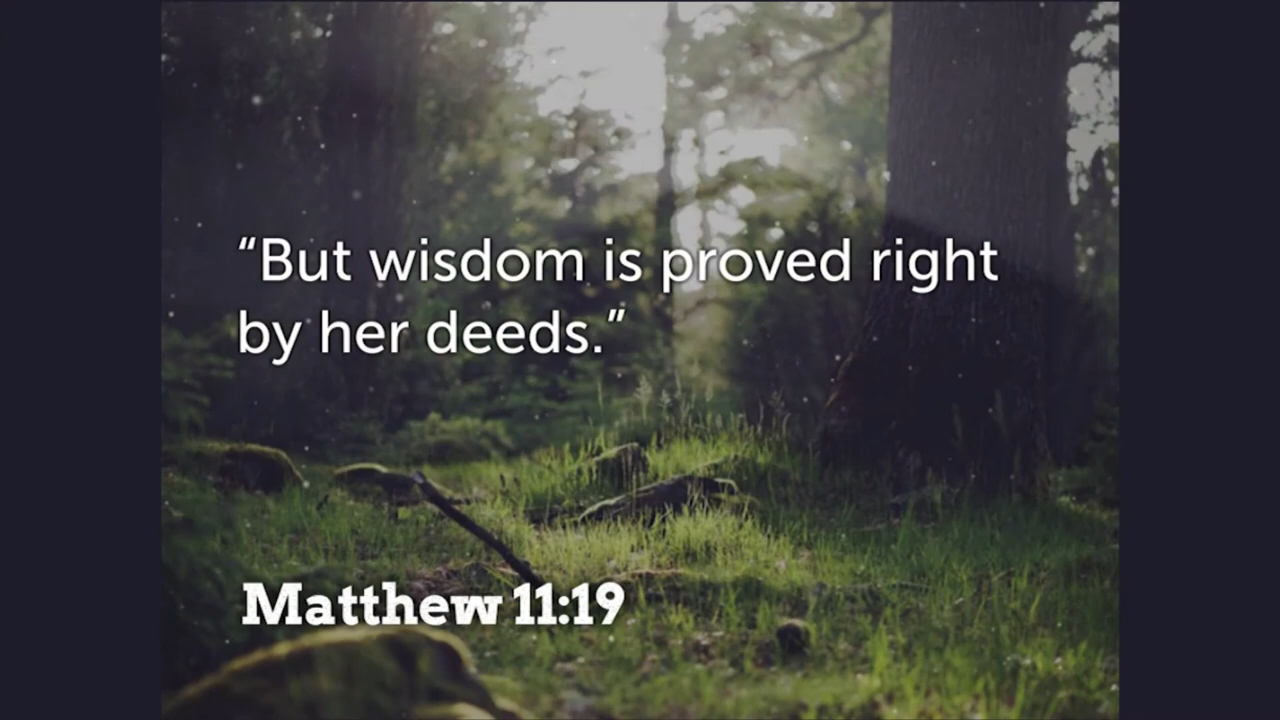 “But wisdom is proved right
by her deeds.”
Matthew 11:19